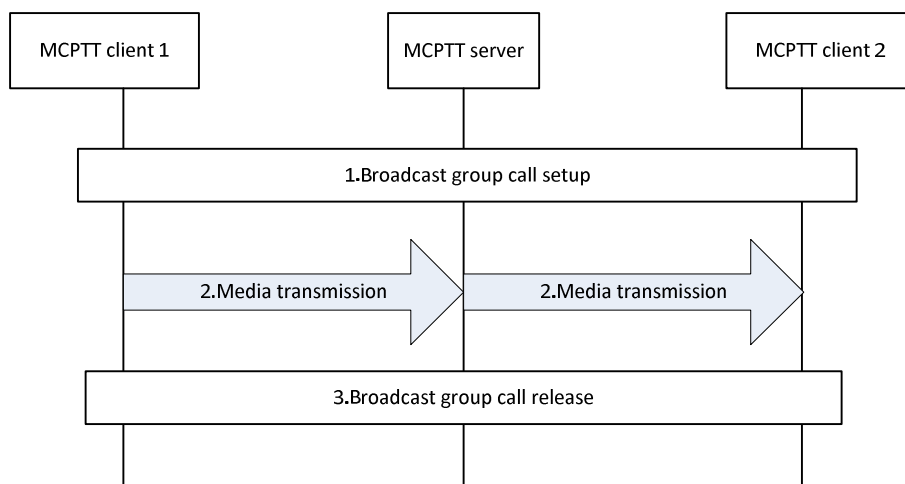 MCPTT client 1
MCPTT server
MCPTT client 2
1.Broadcast group call setup
2.Media transmission
2.Media transmission
3.Broadcast group call release